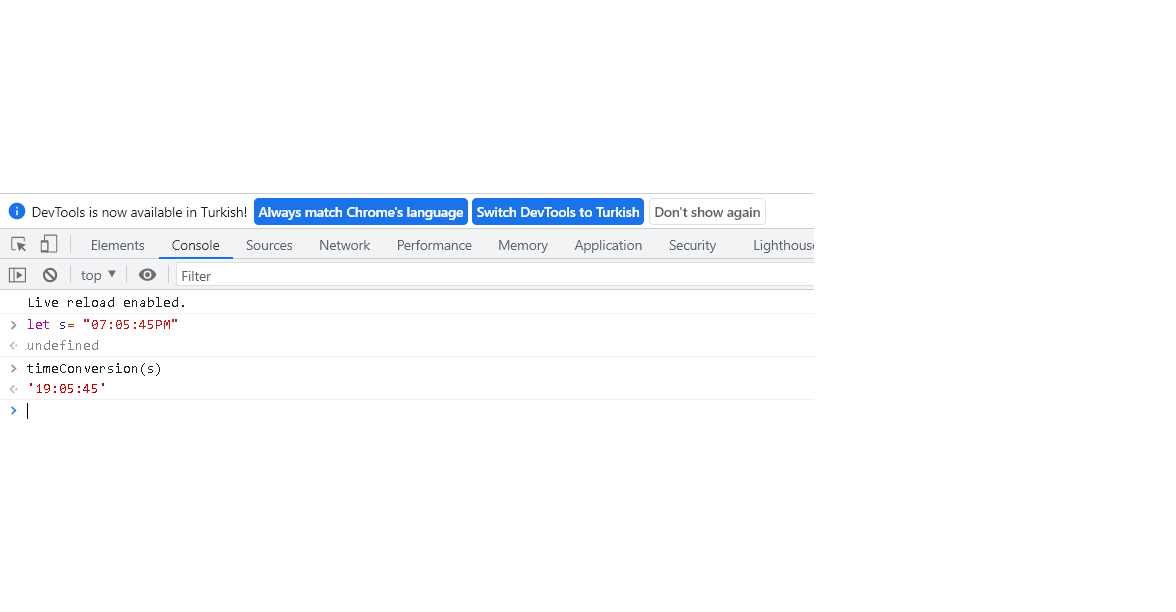 DevTools is now available in Turkish! Always match Chrome's language Switch DevTools to Turkish Don't show again
Elements Console Sources Network Performance Memory Application Security Lighthouse
top Filter
Live reload enabled.
let s= "07:05:45PM"
undefined
timeConversion(s)
'19:05:45'